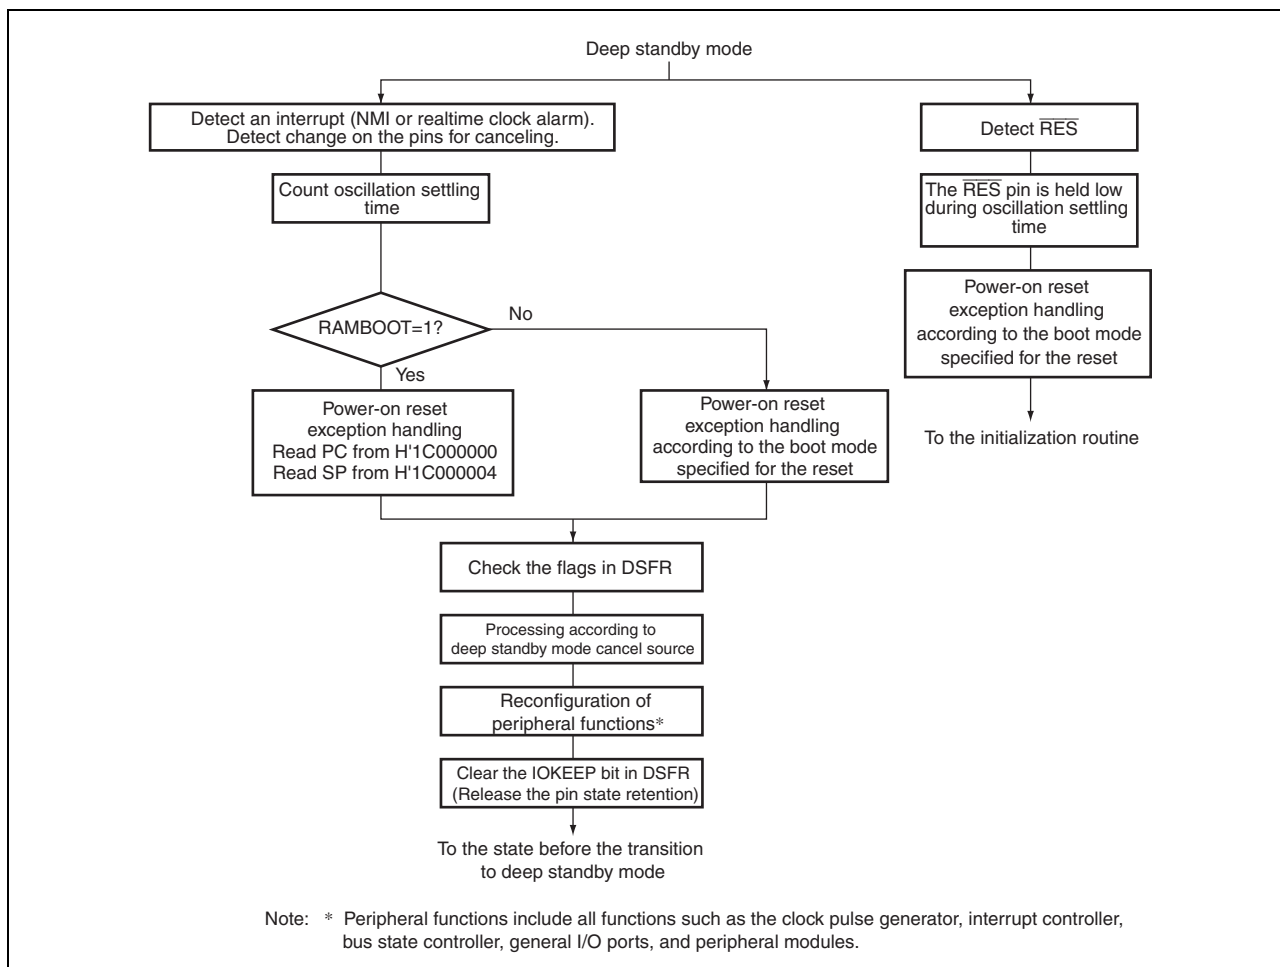 Deep standby mode
Detect an interrupt (NMI or realtime clock alarm).
Detect change on the pins for canceling.
Count oscillation settling
time
RAMBOOT=1?
No
Yes
Power-on reset
exception handling
Read PC from H'1C000000
Read SP from H'1C000004
Power-on reset
exception handling
according to the boot mode
specified for the reset
Detect RES
The RES pin is held low
during oscillation settling
time
Power-on reset
exception handling
according to the boot mode
specified for the reset
To the initialization routine
Check the flags in DSFR
Processing according to
deep standby mode cancel source
Reconfiguration of
peripheral functions*
Clear the IOKEEP bit in DSFR
(Release the pin state retention)
To the state before the transition
to deep standby mode
Note: * Peripheral functions include all functions such as the clock pulse generator, interrupt controller,
bus state controller, general I/O ports, and peripheral modules.